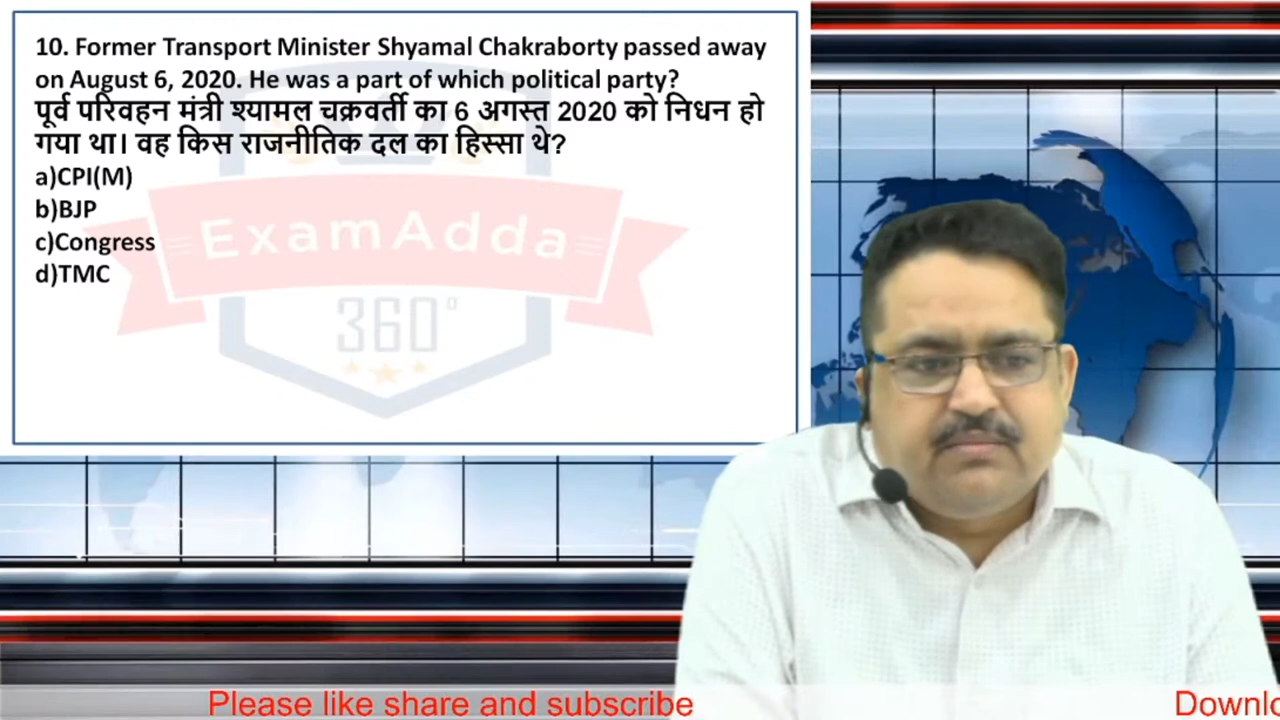 10. Former Transport Minister Shyamal Chakraborty passed away
on August 6, 2020. He was a part of which political party?
पूर्व परिवहन मंत्री श्यामल चक्रवर्ती का 6 अगस्त 2020 को निधन हो
गया था। वह किस राजनीतिक दल का हिस्सा थे?
a)CPI(M)
b)BJP
c)Congress
d)TMC
ExamAdda
360°
Please like share and subscribe